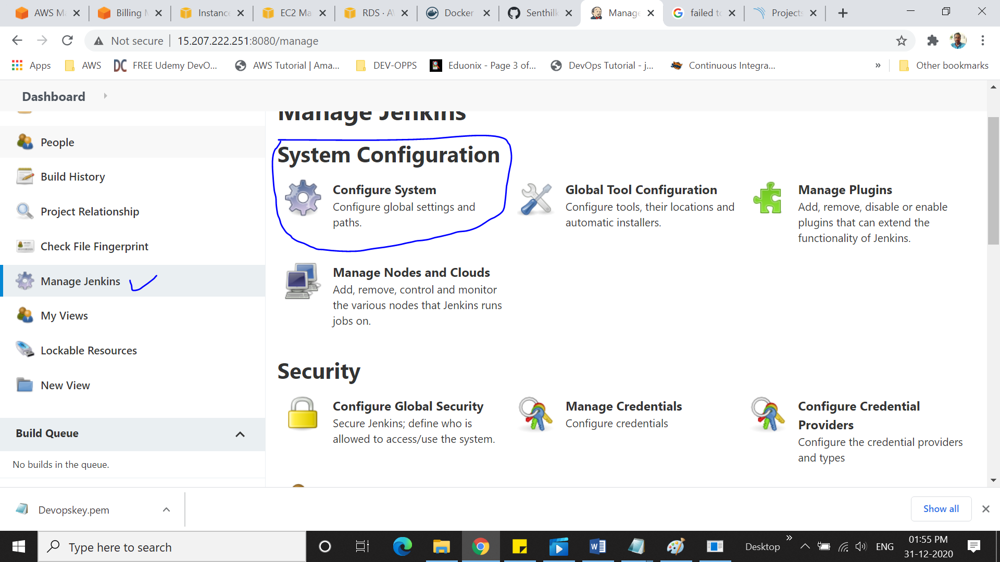 AWS Ma
Billing M
Instance
EC2 Ma
RDS · A
Docker
Senthilk
Manage
failed to
Projects
Not secure
15.207.222.251:8080/manage
Apps
AWS
DC
FREE Udemy DevO...
AWS Tutorial | Ama...
DEV-OPPS
Eduonix - Page 3 of...
DevOps Tutorial - j...
Continuous Integra...
»
Other bookmarks
Dashboard
People
Build History
Project Relationship
Check File Fingerprint
Manage Jenkins
My Views
Lockable Resources
New View
Build Queue
No builds in the queue.
Manage Jenkins
System Configuration
Configure System
Configure global settings and
paths.
Global Tool Configuration
Configure tools, their locations and
automatic installers.
Manage Plugins
Add, remove, disable or enable
plugins that can extend the
functionality of Jenkins.
Manage Nodes and Clouds
Add, remove, control and monitor
the various nodes that Jenkins runs
jobs on.
Security
Configure Global Security
Secure Jenkins; define who is
allowed to access/use the system.
Manage Credentials
Configure credentials
Configure Credential
Providers
Configure the credential providers
and types
Devopskey.pem
Show all
Type here to search
Desktop
»
ENG
01:55 PM
31-12-2020